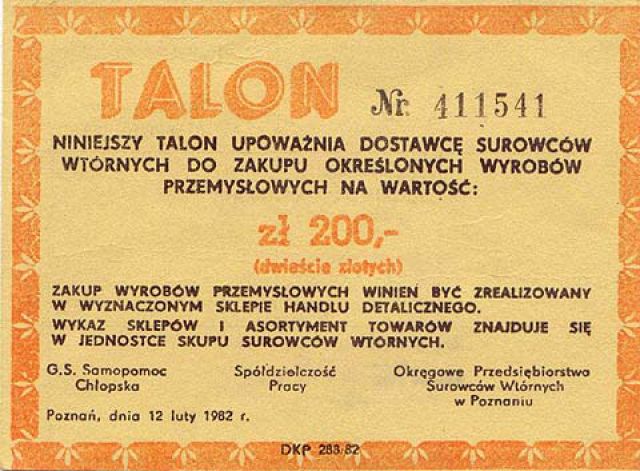 TALON Nr. 411541
NINIEJSZY TALON UPOWAŻNIA DOSTAWCĘ SUROWCÓW
WTÓRNYCH DO ZAKUPU OKREŚLONYCH WYROBÓW
PRZEMYSŁOWYCH NA WARTOŚĆ:
zł 200,-
(dwieście złotych)
ZAKUP WYROBÓW PRZEMYSŁOWYCH WINIEN BYĆ ZREALIZOWANY
W WYZNACZONYM SKLEPIE HANDLU DETALICZNEGO.
WYKAZ SKLEPÓW I ASORTYMENT TOWARÓW ZNAJDUJE SIĘ
W JEDNOSTCE SKUPU SUROWCÓW WTÓRNYCH.
G.S. Samopomoc Spółdzielczość Okręgowe Przedsiębiorstwo
Chłopska Pracy Surowców Wtórnych
w Poznaniu
Poznań, dnia 12 luty 1982 r.
DKP 283/82